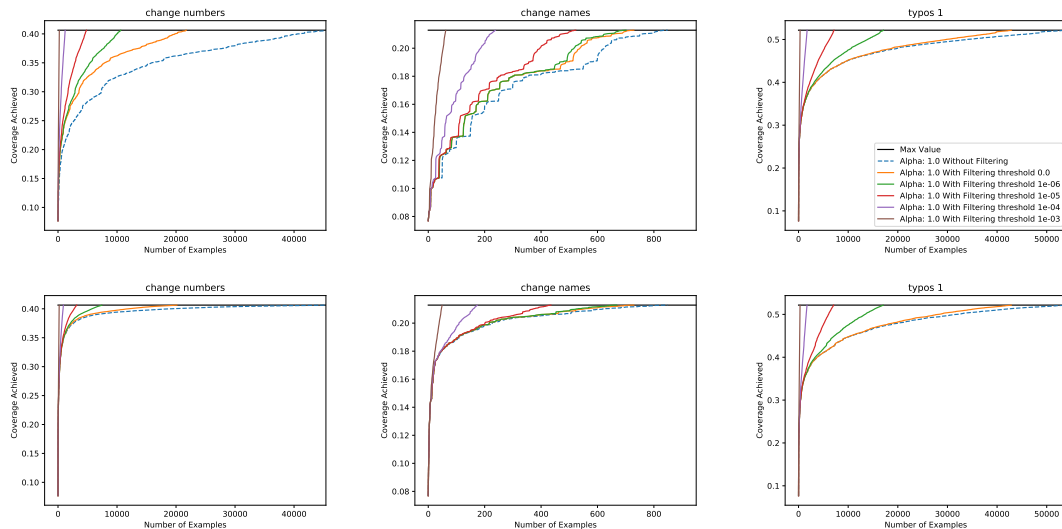 change numbers
Coverage Achieved
0.40
0.35
0.30
0.25
0.20
0.15
0.10
0 10000 20000 30000 40000
Number of Examples
change names
Coverage Achieved
0.20
0.18
0.16
0.14
0.12
0.10
0.08
0 200 400 600 800
Number of Examples
typos 1
Coverage Achieved
0.5
0.4
0.3
0.2
0.1
Max Value
Alpha: 1.0 Without Filtering
Alpha: 1.0 With Filtering threshold 0.0
Alpha: 1.0 With Filtering threshold 1e-06
Alpha: 1.0 With Filtering threshold 1e-05
Alpha: 1.0 With Filtering threshold 1e-04
Alpha: 1.0 With Filtering threshold 1e-03
0 10000 20000 30000 40000 50000
Number of Examples
change numbers
Coverage Achieved
0.40
0.35
0.30
0.25
0.20
0.15
0.10
0 10000 20000 30000 40000
Number of Examples
change names
Coverage Achieved
0.20
0.18
0.16
0.14
0.12
0.10
0.08
0 200 400 600 800
Number of Examples
typos 1
Coverage Achieved
0.5
0.4
0.3
0.2
0.1
0 10000 20000 30000 40000 50000
Number of Examples